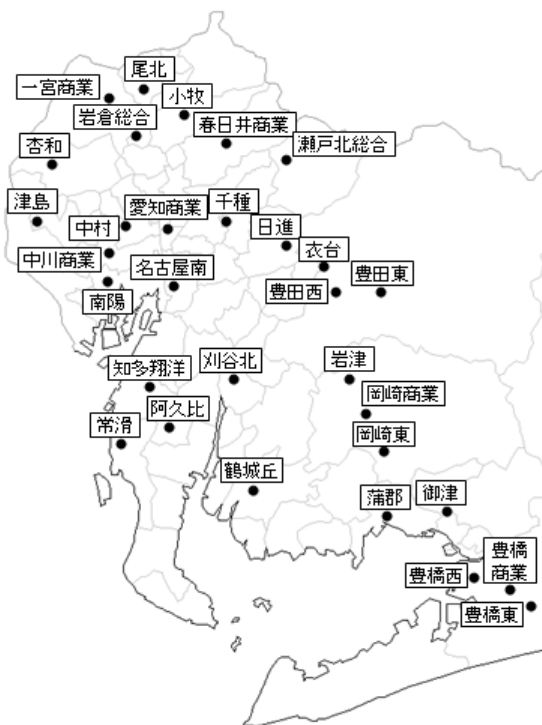 尾北
一宮商業
小牧
岩倉総合
春日井商業
瀬戸北総合
杏和
津島
中村
愛知商業
千種
日進
衣台
中川商業
名古屋南
豊田西
豊田東
南陽
知多翔洋
刈谷北
岩津
岡崎商業
阿久比
常滑
岡崎東
鶴城丘
蒲郡
御津
豊橋
商業
豊橋西
豊橋東